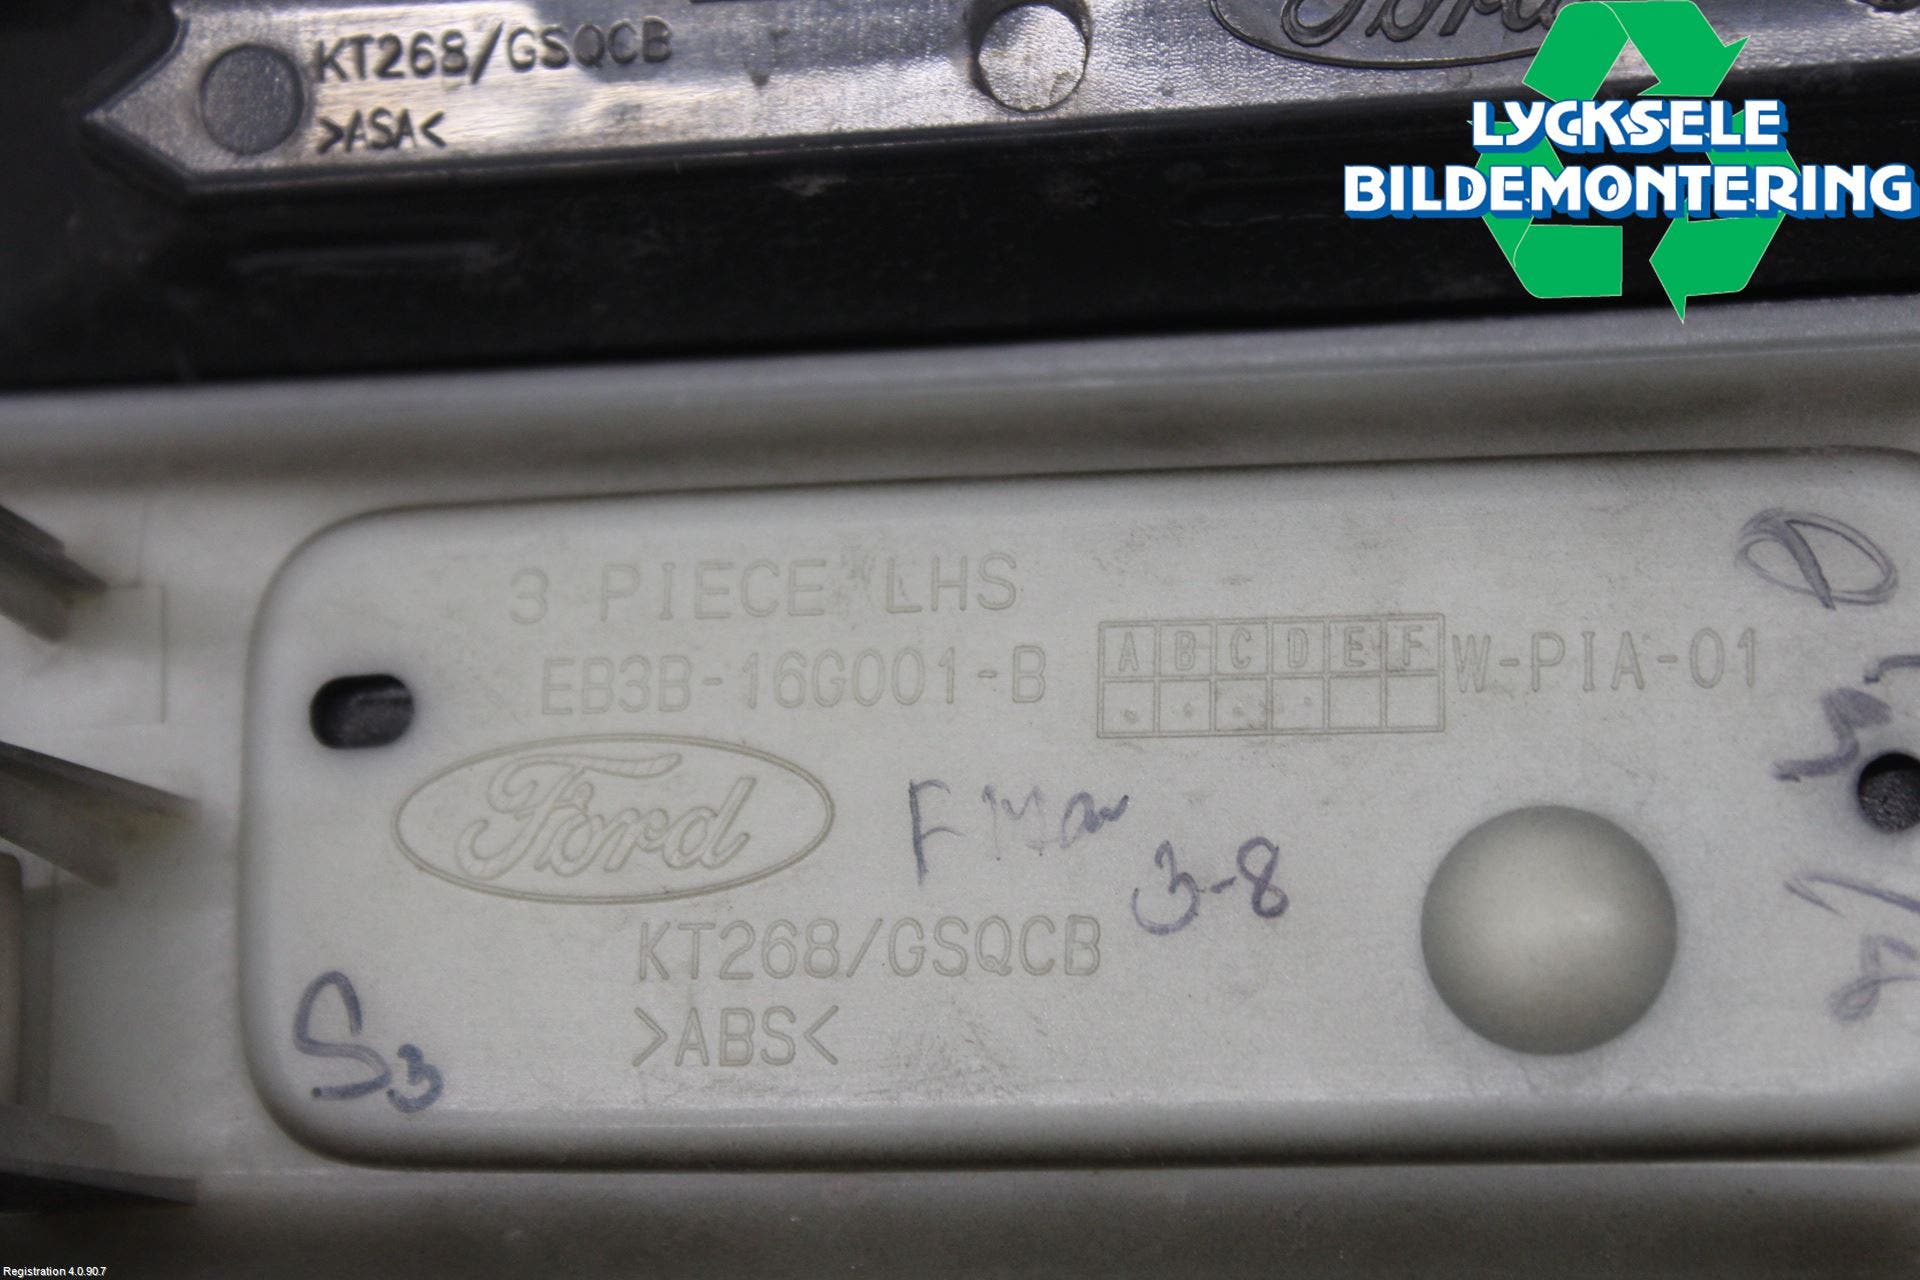 KT268/GSQCB
>ASA<
Ford
LYCKSELE
BILDEMONTERING
3 PIECE LHS
EB3B-16G001-B
A B C D E F
W-PIA-01
Ford
3-8
KT268/GSQCB
>ABS<
S3
Registration 4.0.90.7